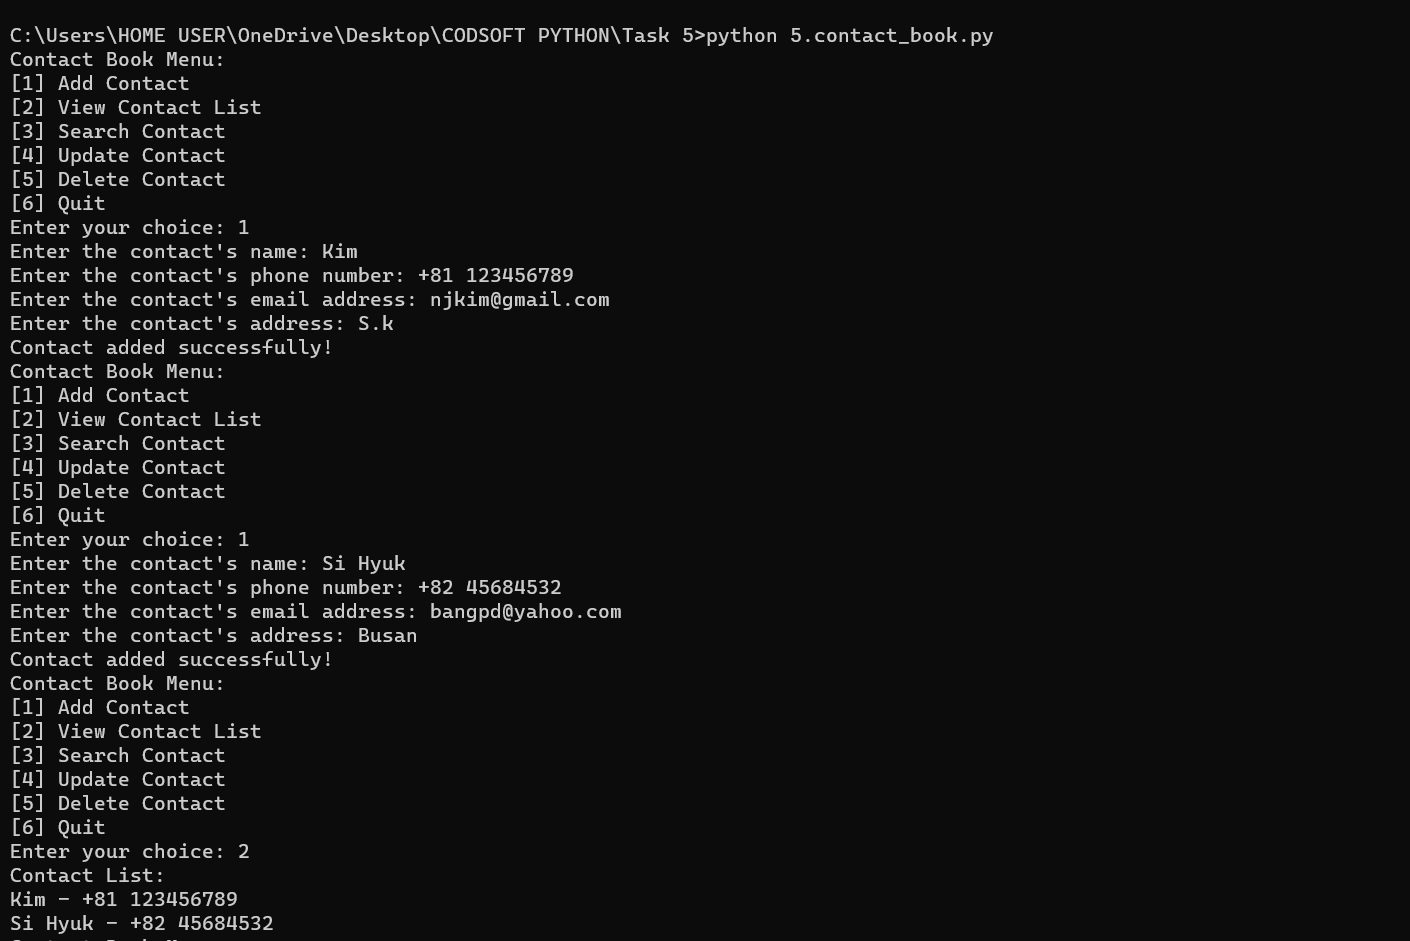 C:\Users\HOME USER\OneDrive\Desktop\CODSOFT PYTHON\Task 5>python 5.contact_book.py
Contact Book Menu:
[1] Add Contact
[2] View Contact List
[3] Search Contact
[4] Update Contact
[5] Delete Contact
[6] Quit
Enter your choice: 1
Enter the contact's name: Kim
Enter the contact's phone number: +81 123456789
Enter the contact's email address: njkim@gmail.com
Enter the contact's address: S.k
Contact added successfully!
Contact Book Menu:
[1] Add Contact
[2] View Contact List
[3] Search Contact
[4] Update Contact
[5] Delete Contact
[6] Quit
Enter your choice: 1
Enter the contact's name: Si Hyuk
Enter the contact's phone number: +82 45684532
Enter the contact's email address: bangpd@yahoo.com
Enter the contact's address: Busan
Contact added successfully!
Contact Book Menu:
[1] Add Contact
[2] View Contact List
[3] Search Contact
[4] Update Contact
[5] Delete Contact
[6] Quit
Enter your choice: 2
Contact List:
Kim - +81 123456789
Si Hyuk - +82 45684532